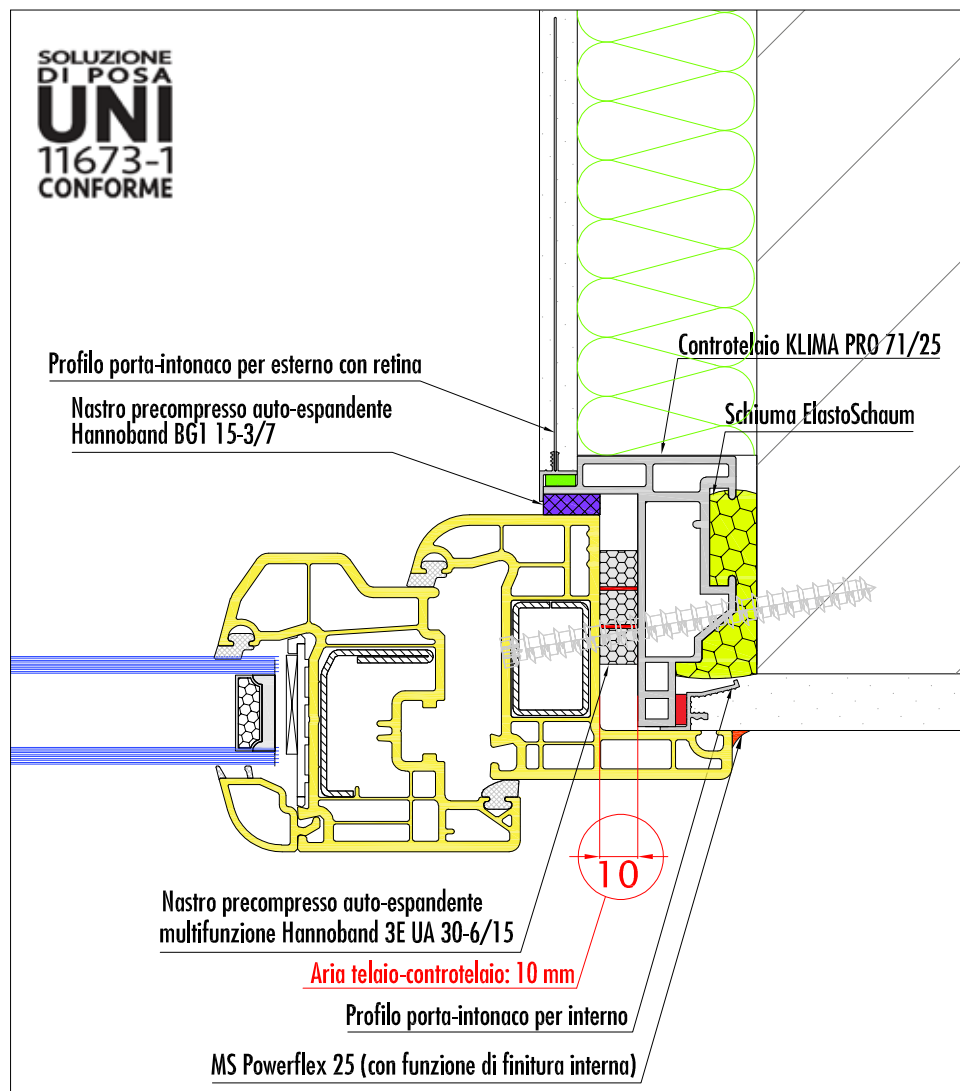 SOLUZIONE
DI POSA
UNI
11673-1
CONFORME
Controtelaio KLIMA PRO 71/25
Profilo porta-intonaco per esterno con retina
Nastro precompresso auto-espandente
Hannoband BG1 15-3/7
Schiuma ElastoSchaum
10
Nastro precompresso auto-espandente
multifunzione Hannoband 3E UA 30-6/15
Aria telaio-controtelaio: 10 mm
Profilo porta-intonaco per interno
MS Powerflex 25 (con funzione di finitura interna)